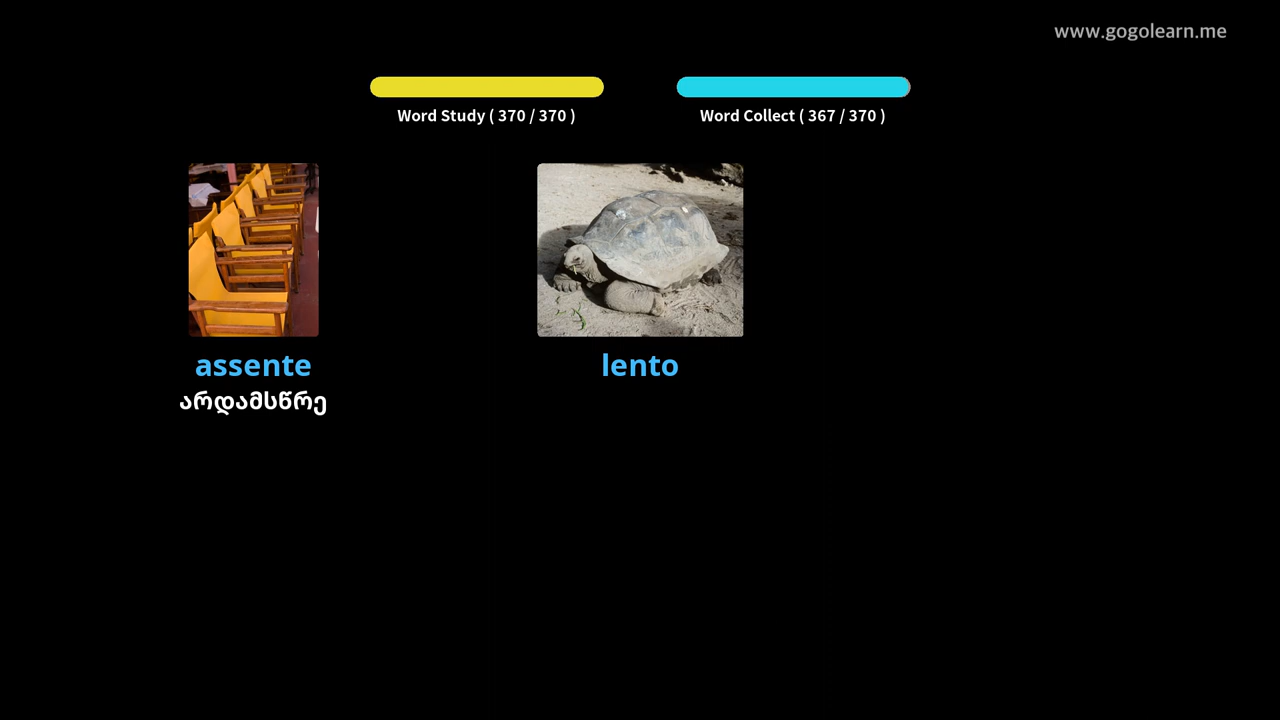 www.gogolearn.me
Word Study ( 370 / 370 )
Word Collect ( 367 / 370 )
assente
არდამსწრე
lento